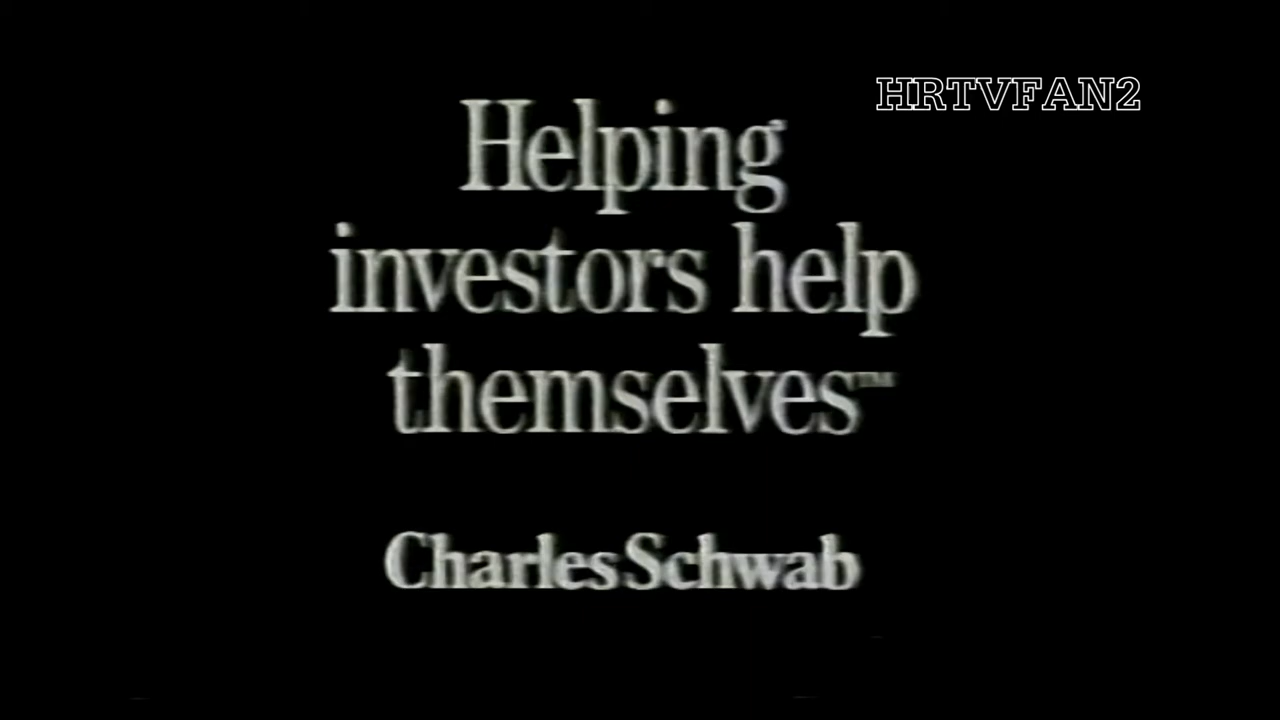 HRTVFAN2
Helping
investors help
themselves™
Charles Schwab